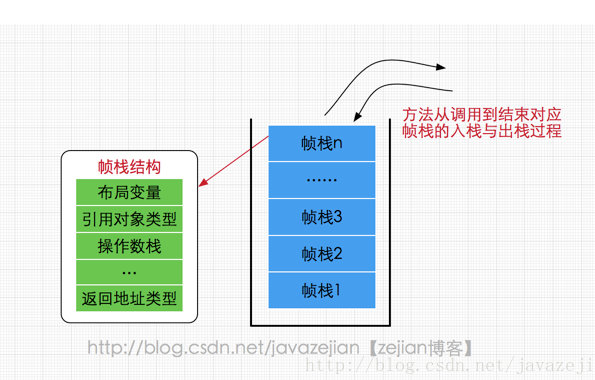 方法从调用到结束对应
帧栈的入栈与出栈过程
帧栈结构
布局变量
引用对象类型
操作数栈
...
返回地址类型
帧栈n
······
帧栈3
帧栈2
帧栈1
http://blog.csdn.net/javazejian【zejian博客】
http://blog.csdn.net/javazeji